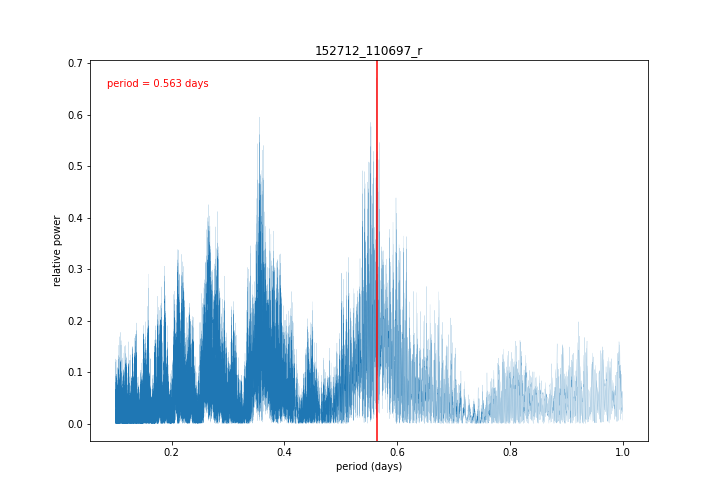 152712_110697_r
period = 0.563 days
relative power
0.7
0.6
0.5
0.4
0.3
0.2
0.1
0.0
0.2 0.4 0.6 0.8 1.0
period (days)